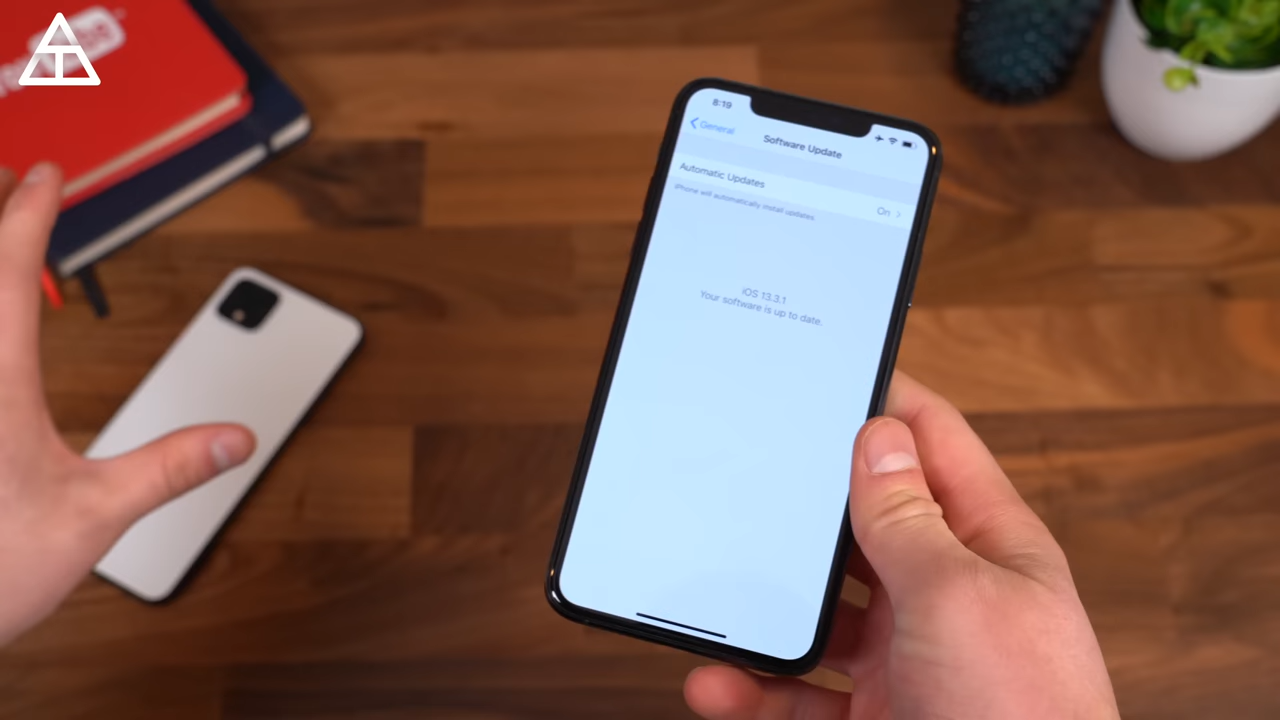 8:19
General
Software Update
Automatic Updates
On
iPhone will automatically install updates.
iOS 13.3.1
Your software is up to date.